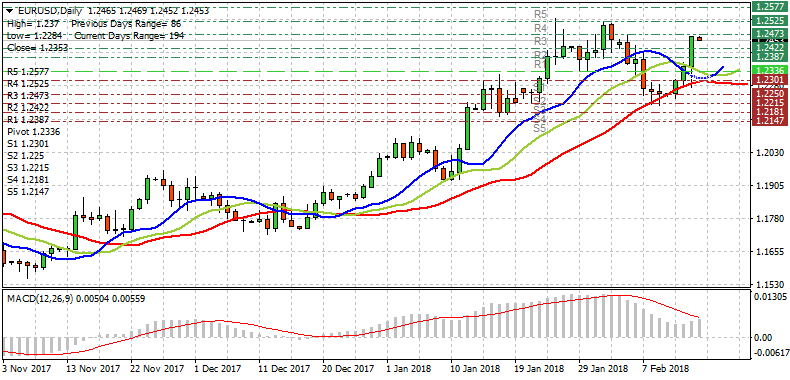 EURUSD,Daily 1.2465 1.2469 1.2452 1.2453
High= 1.237 Previous Days Range= 86
Low= 1.2284 Current Days Range= 194
Close= 1.2353
R5 1.2577
R4 1.2525
R3 1.2473
R2 1.2422
R1 1.2387
Pivot 1.2336
S1 1.2301
S2 1.225
S3 1.2215
S4 1.2181
S5 1.2147
R5
R4
R3
R1
S1
S5
1.2577
1.2525
1.2473
1.2422
1.2387
1.2336
1.2301
1.2250
1.2215
1.2181
1.2147
1.2030
1.1905
1.1780
1.1655
1.1530
MACD(12,26,9) 0.00504 0.00559
0.01305
0.00
-0.00617
3 Nov 2017
13 Nov 2017
22 Nov 2017
1 Dec 2017
11 Dec 2017
20 Dec 2017
1 Jan 2018
10 Jan 2018
19 Jan 2018
29 Jan 2018
7 Feb 2018